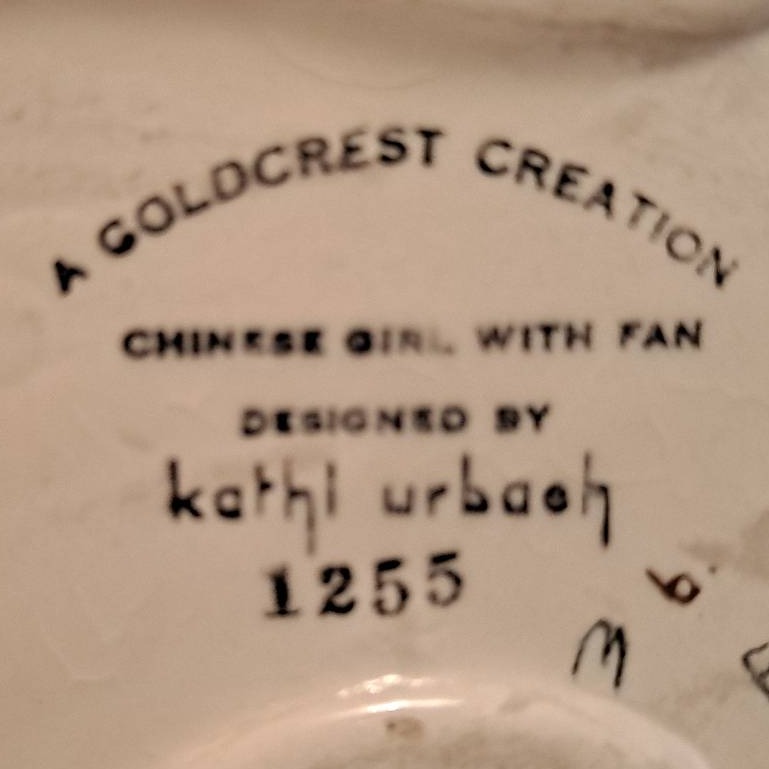 A GOLDCREST CREATION
CHINESE GIRL WITH FAN
DESIGNED BY
kathi urbach
1255
b.
M